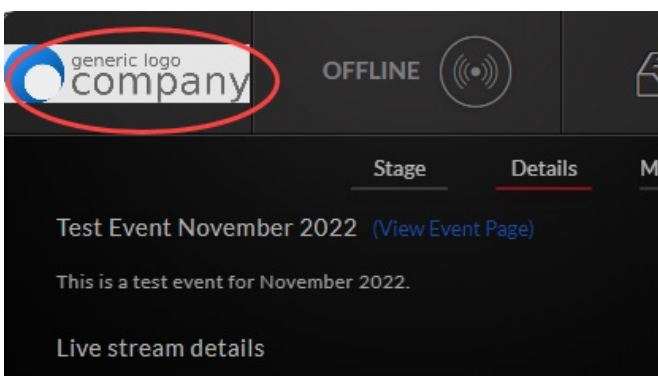 generic logo
company
OFFLINE
Stage Details M
Test Event November 2022 (View Event Page)
This is a test event for November 2022.
Live stream details